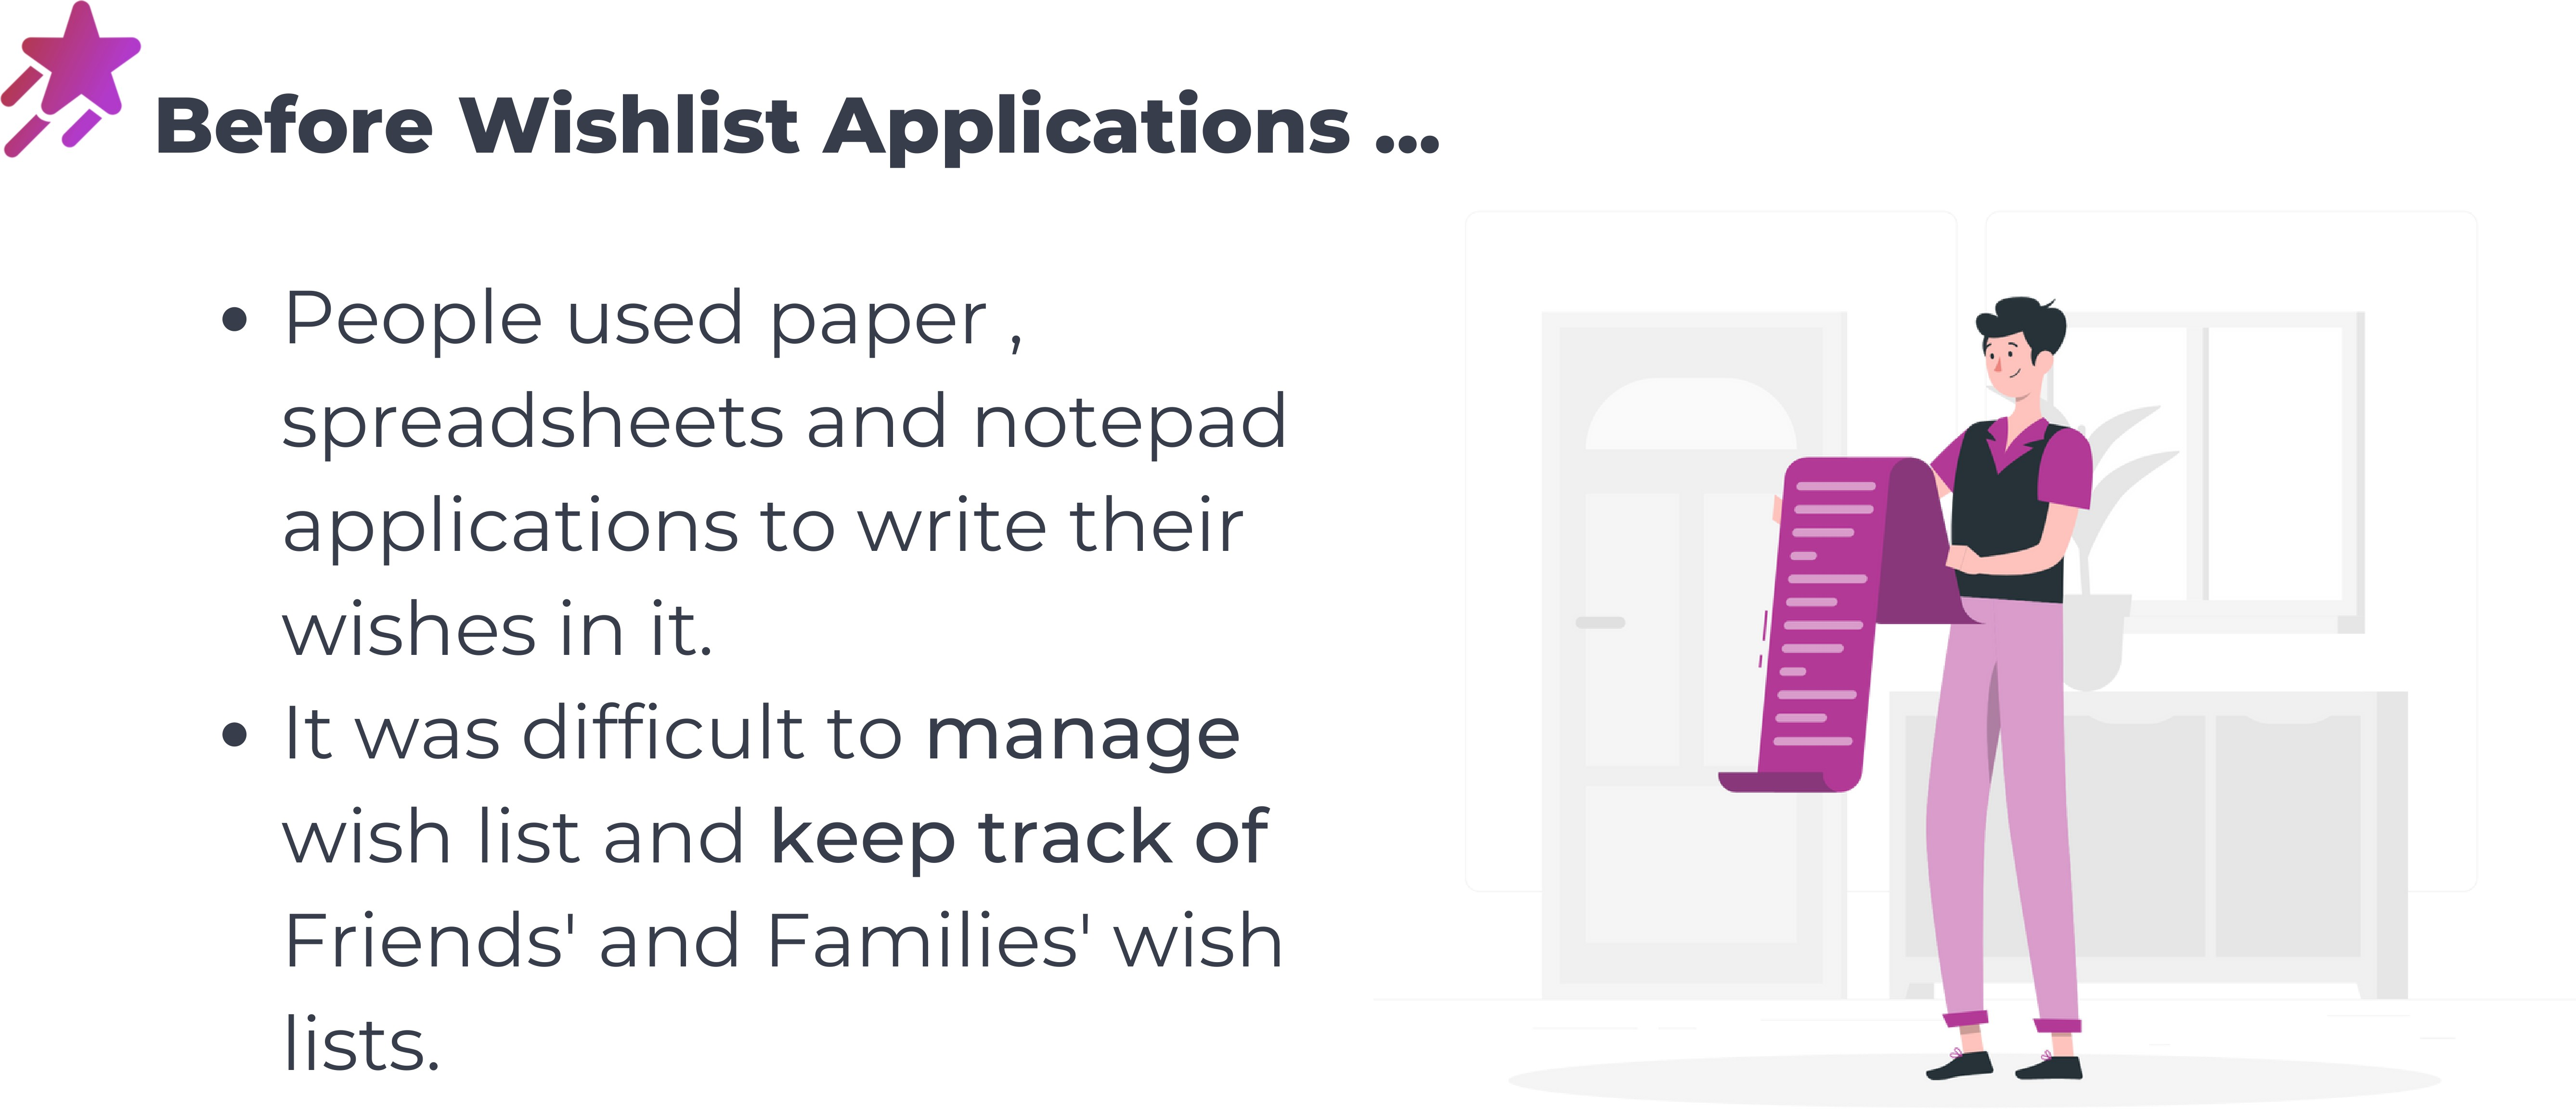 Before Wishlist Applications ...
• People used paper ,
spreadsheets and notepad
applications to write their
wishes in it.
• It was difficult to manage
wish list and keep track of
Friends' and Families' wish
lists.